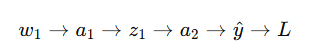 w₁ → a₁ → z₁ → a₂ → ŷ → L